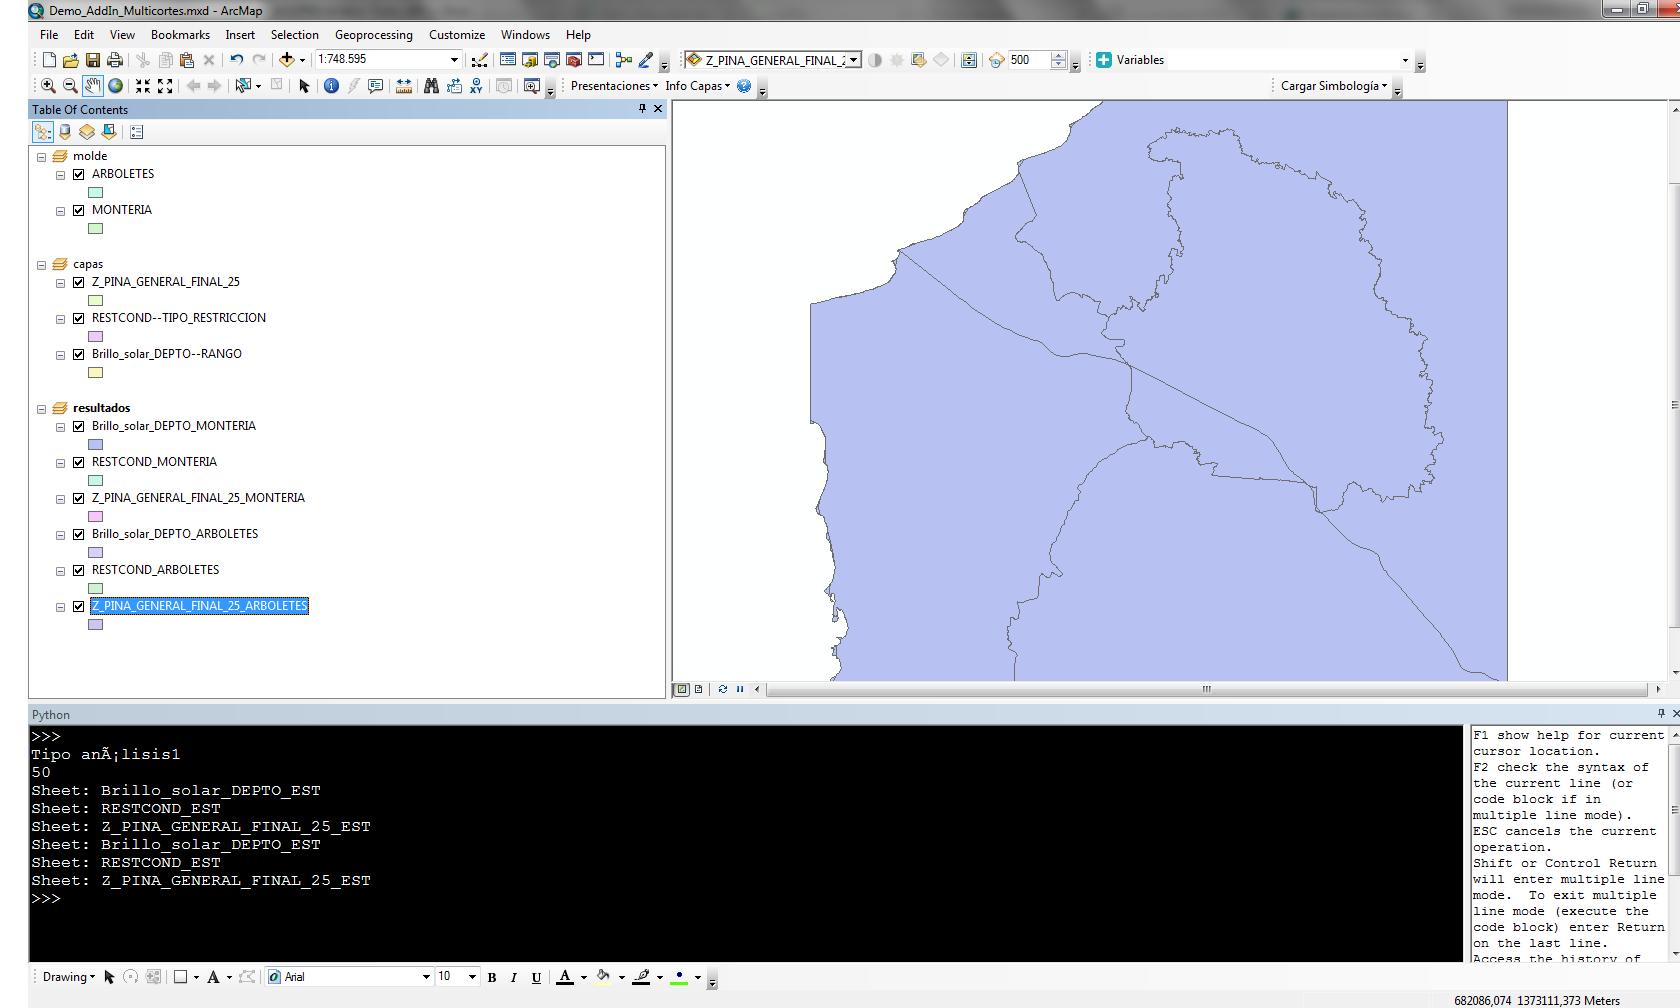 Demo_AddIn_Multicortes.mxd - ArcMap
File Edit View Bookmarks Insert Selection Geoprocessing Customize Windows Help
1:748.595
Z_PINA_GENERAL_FINAL_2
500
Variables
Presentaciones Info Capas
Cargar Simbología
Table Of Contents
molde
ARBOLETES
MONTERIA
capas
Z_PINA_GENERAL_FINAL_25
RESTCOND--TIPO_RESTRICCION
Brillo_solar_DEPTO--RANGO
resultados
Brillo_solar_DEPTO_MONTERIA
RESTCOND_MONTERIA
Z_PINA_GENERAL_FINAL_25_MONTERIA
Brillo_solar_DEPTO_ARBOLETES
RESTCOND_ARBOLETES
Z_PINA_GENERAL_FINAL_25_ARBOLETES
Python
>>>
Tipo anÃ¡lisis1
50
Sheet: Brillo_solar_DEPTO_EST
Sheet: RESTCOND_EST
Sheet: Z_PINA_GENERAL_FINAL_25_EST
Sheet: Brillo_solar_DEPTO_EST
Sheet: RESTCOND_EST
Sheet: Z_PINA_GENERAL_FINAL_25_EST
>>>
F1 show help for current
cursor location.
F2 check the syntax of
the current line (or
code block if in
multiple line mode).
ESC cancels the current
operation.
Shift or Control Return
will enter multiple line
mode. To exit multiple
line mode (execute the
code block) enter Return
on the last line.
Access the history of
Drawing
A
Arial
10
B I U A
682086,074 1373111,373 Meters